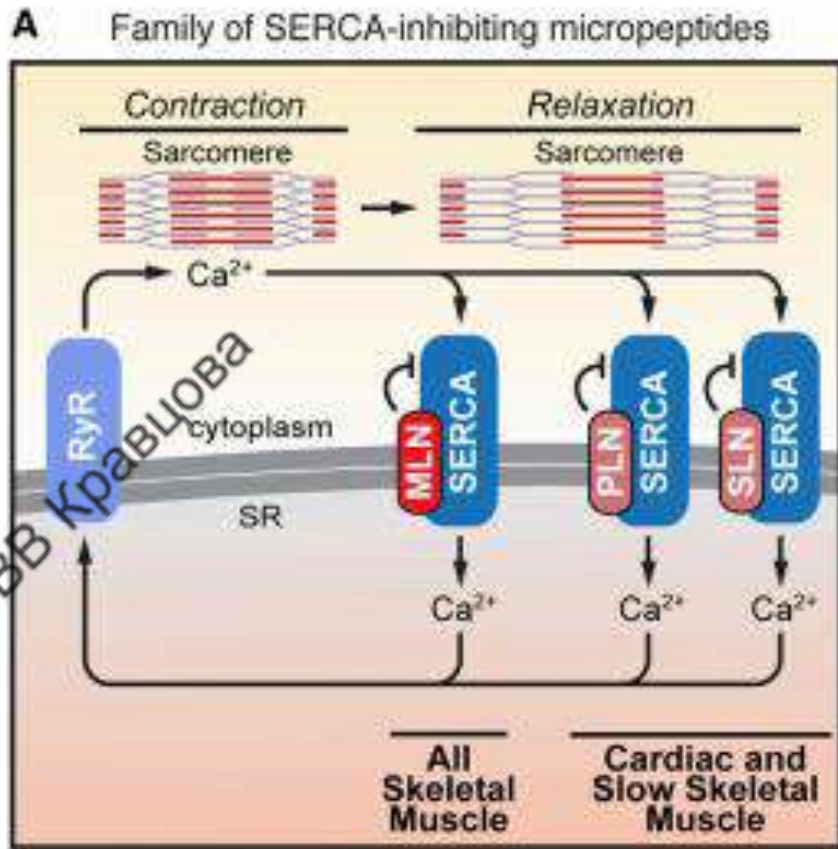 A Family of SERCA-inhibiting micropeptides
Contraction
Relaxation
Sarcomere
Sarcomere
Ca²⁺
RyR
cytoplasm
MLN
SERCA
PLN
SERCA
SLN
SERCA
SR
ВВ Кравцова
Ca²⁺
Ca²⁺
Ca²⁺
All
Skeletal
Muscle
Cardiac and
Slow Skeletal
Muscle